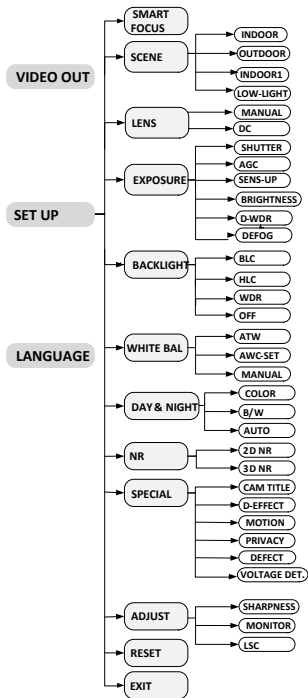 VIDEO OUT
SET UP
LANGUAGE
SMART
FOCUS
SCENE
INDOOR
OUTDOOR
INDOOR1
LOW-LIGHT
LENS
MANUAL
DC
EXPOSURE
SHUTTER
AGC
SENS-UP
BRIGHTNESS
D-WDR
DEFOG
BACKLIGHT
BLC
HLC
WDR
OFF
WHITE BAL
ATW
AWC-SET
MANUAL
DAY & NIGHT
COLOR
B/W
AUTO
NR
2D NR
3D NR
SPECIAL
CAM TITLE
D-EFFECT
MOTION
PRIVACY
DEFECT
VOLTAGE DET.
ADJUST
SHARPNESS
MONITOR
LSC
RESET
EXIT